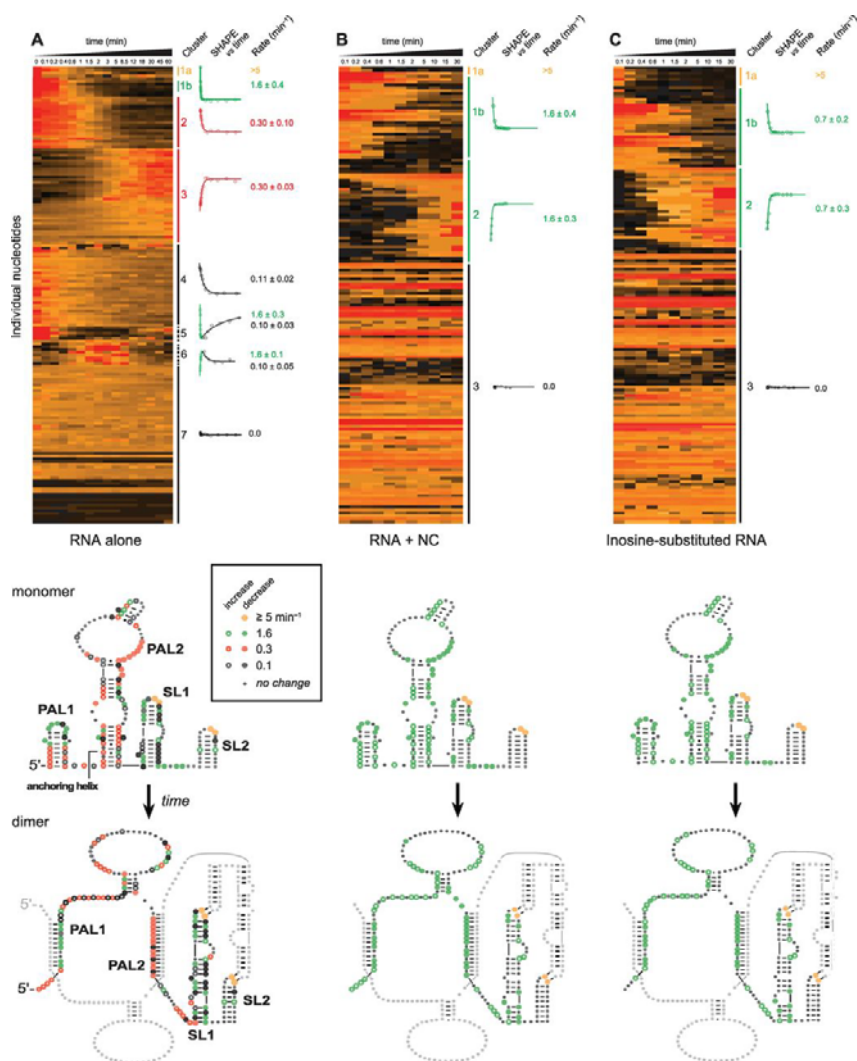 A
time (min)
Cluster
SHAPE vs time
Rate (min⁻¹)
0 0.1 0.2 0.4 0.6 1 1.5 2 3 5 8 12 20 30 45 60
1a >5
1b 1.6 ± 0.4
2 0.30 ± 0.10
3 0.30 ± 0.03
4 0.11 ± 0.02
5 1.6 ± 0.3
0.10 ± 0.03
6 1.6 ± 0.1
0.10 ± 0.05
7 0.0
Individual nucleotides
RNA alone
B
time (min)
Cluster
SHAPE vs time
Rate (min⁻¹)
0.1 0.2 0.4 0.6 1 2 5 10 20 30
1a >5
1b 1.6 ± 0.4
2 1.6 ± 0.3
3 0.0
RNA + NC
C
time (min)
Cluster
SHAPE vs time
Rate (min⁻¹)
0.1 0.2 0.4 0.6 1 2 5 10 20 30
1a >5
1b 0.7 ± 0.2
2 0.7 ± 0.3
3 0.0
Inosine-substituted RNA
monomer
increase
decrease
≥ 5 min⁻¹
1.6
0.3
0.1
no change
PAL2
SL1
PAL1
SL2
5'
anchoring helix
time
dimer
5'
PAL1
PAL2
5'
SL2
SL1